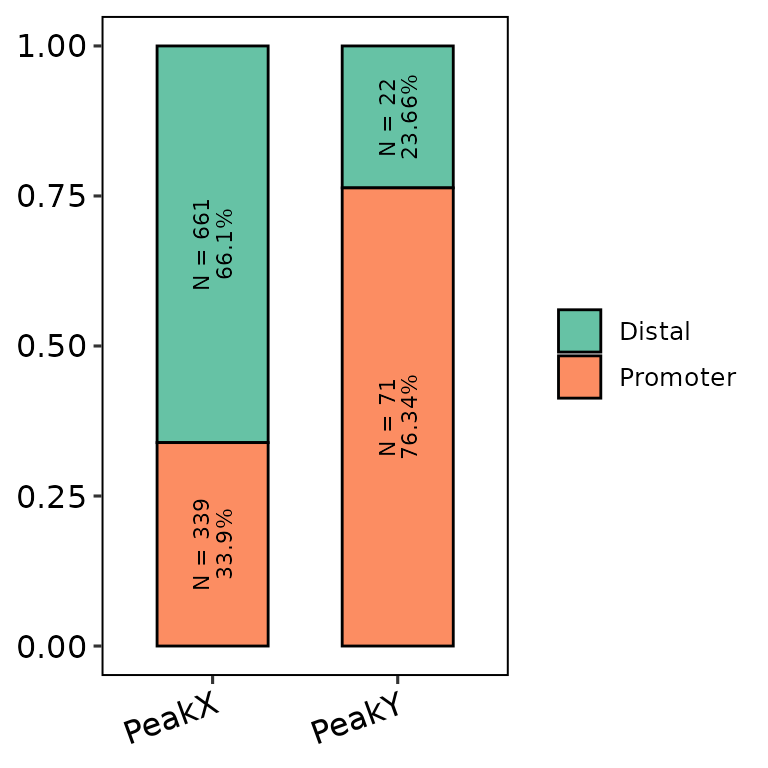 1.00
0.75
0.50
0.25
0.00
N = 661
66.1%
N = 339
33.9%
N = 22
23.66%
N = 71
76.34%
PeakX
PeakY
Distal
Promoter